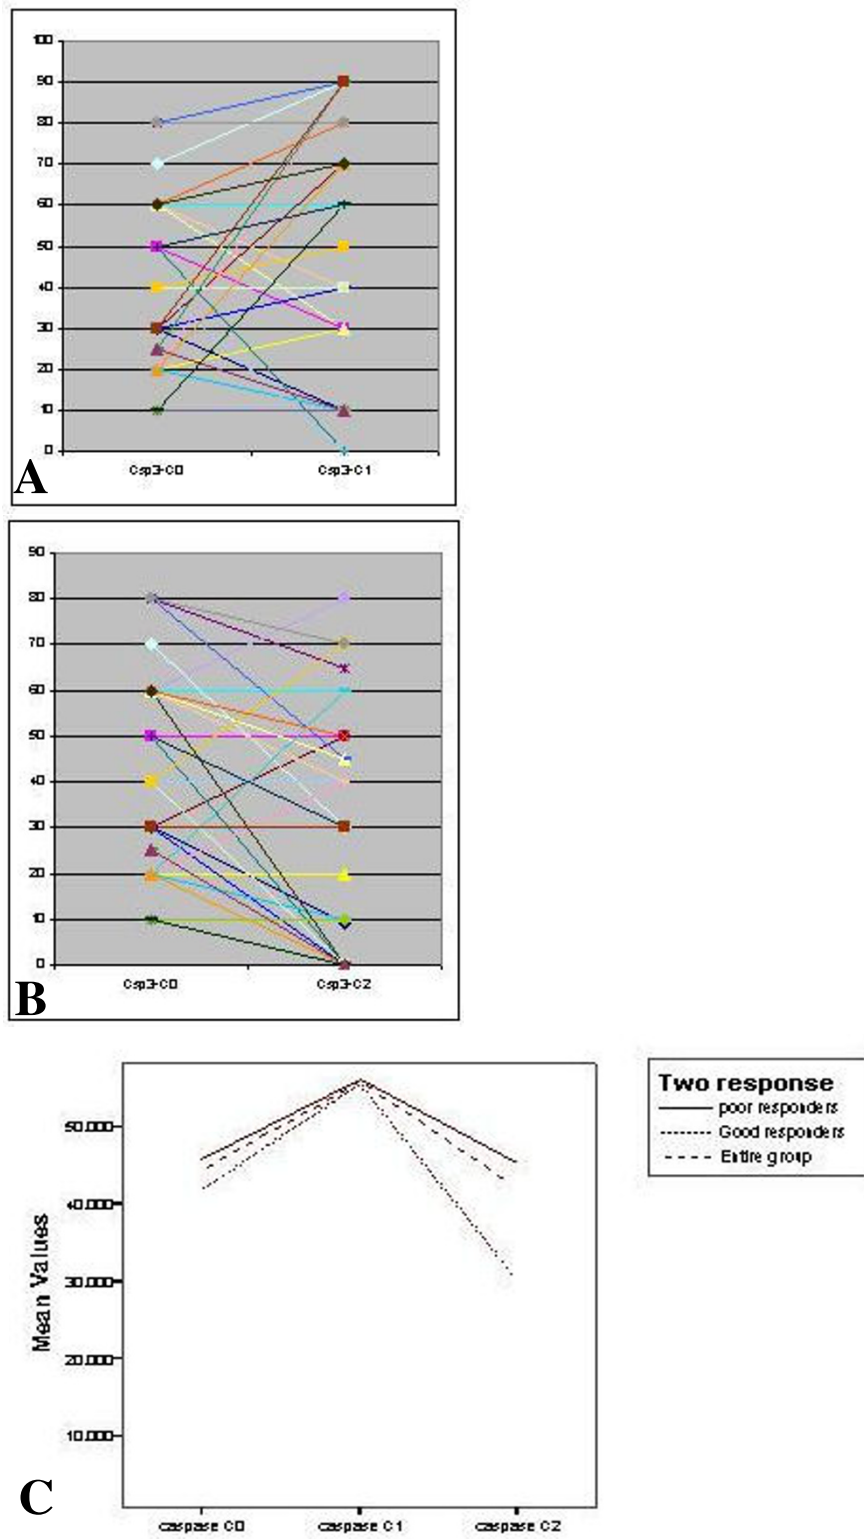 100
90
80
70
60
50
40
30
20
10
0
Csp3-C0 Csp3-C1
A
90
80
70
60
50
40
30
20
10
0
Csp3-C0 Csp3-C2
B
Two response
poor responders
Good responders
Entire group
50.000
40.000
30.000
20.000
10.000
Mean Values
C
caspase C0 caspase C1 caspase C2